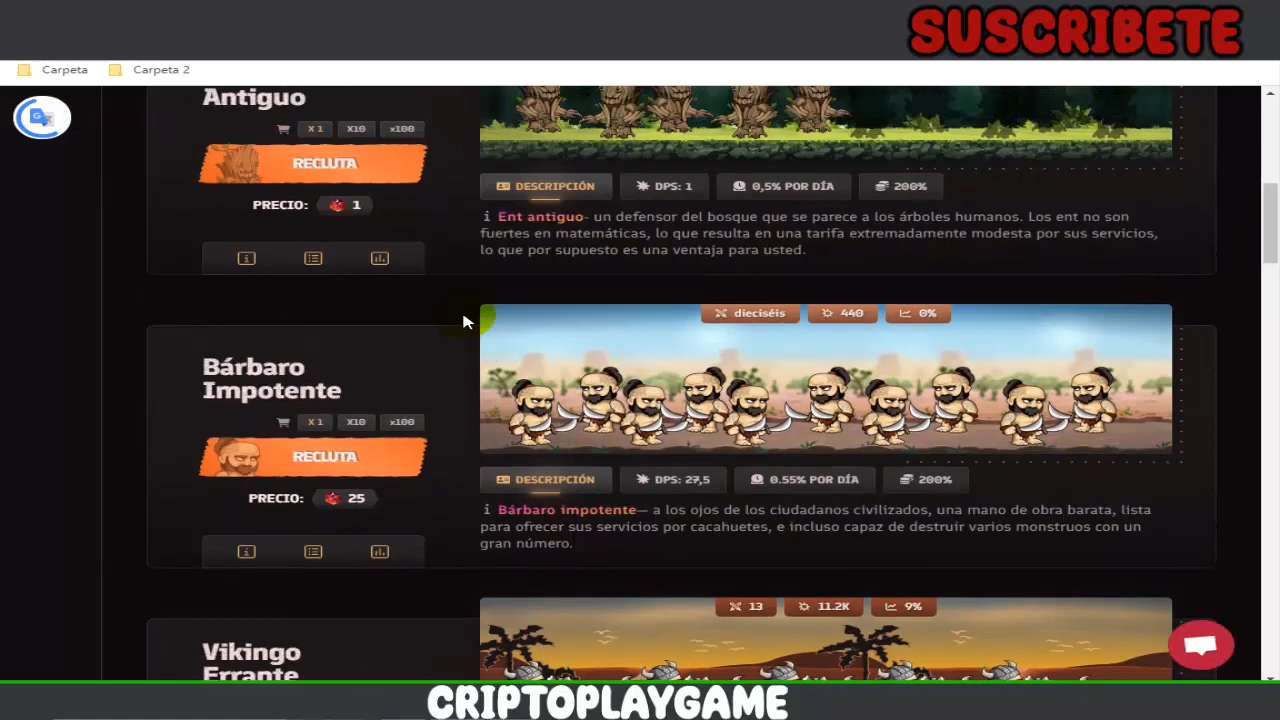 SUSCRIBETE
Carpeta Carpeta 2
Antiguo
X 1 X10 x100
RECLUTA
PRECIO: 1
DESCRIPCIÓN DPS: 1 0,5% POR DÍA 200%
Ent antiguo- un defensor del bosque que se parece a los árboles humanos. Los ent no son
fuertes en matemáticas, lo que resulta en una tarifa extremadamente modesta por sus servicios,
lo que por supuesto es una ventaja para usted.
dieciséis 440 0%
Bárbaro
Impotente
X 1 X10 x100
RECLUTA
PRECIO: 25
DESCRIPCIÓN DPS: 27,5 0.55% POR DÍA 200%
Bárbaro impotente— a los ojos de los ciudadanos civilizados, una mano de obra barata, lista
para ofrecer sus servicios por cacahuetes, e incluso capaz de destruir varios monstruos con un
gran número.
13 11.2K 9%
Vikingo
Errante
CRIPTOPLAYGAME